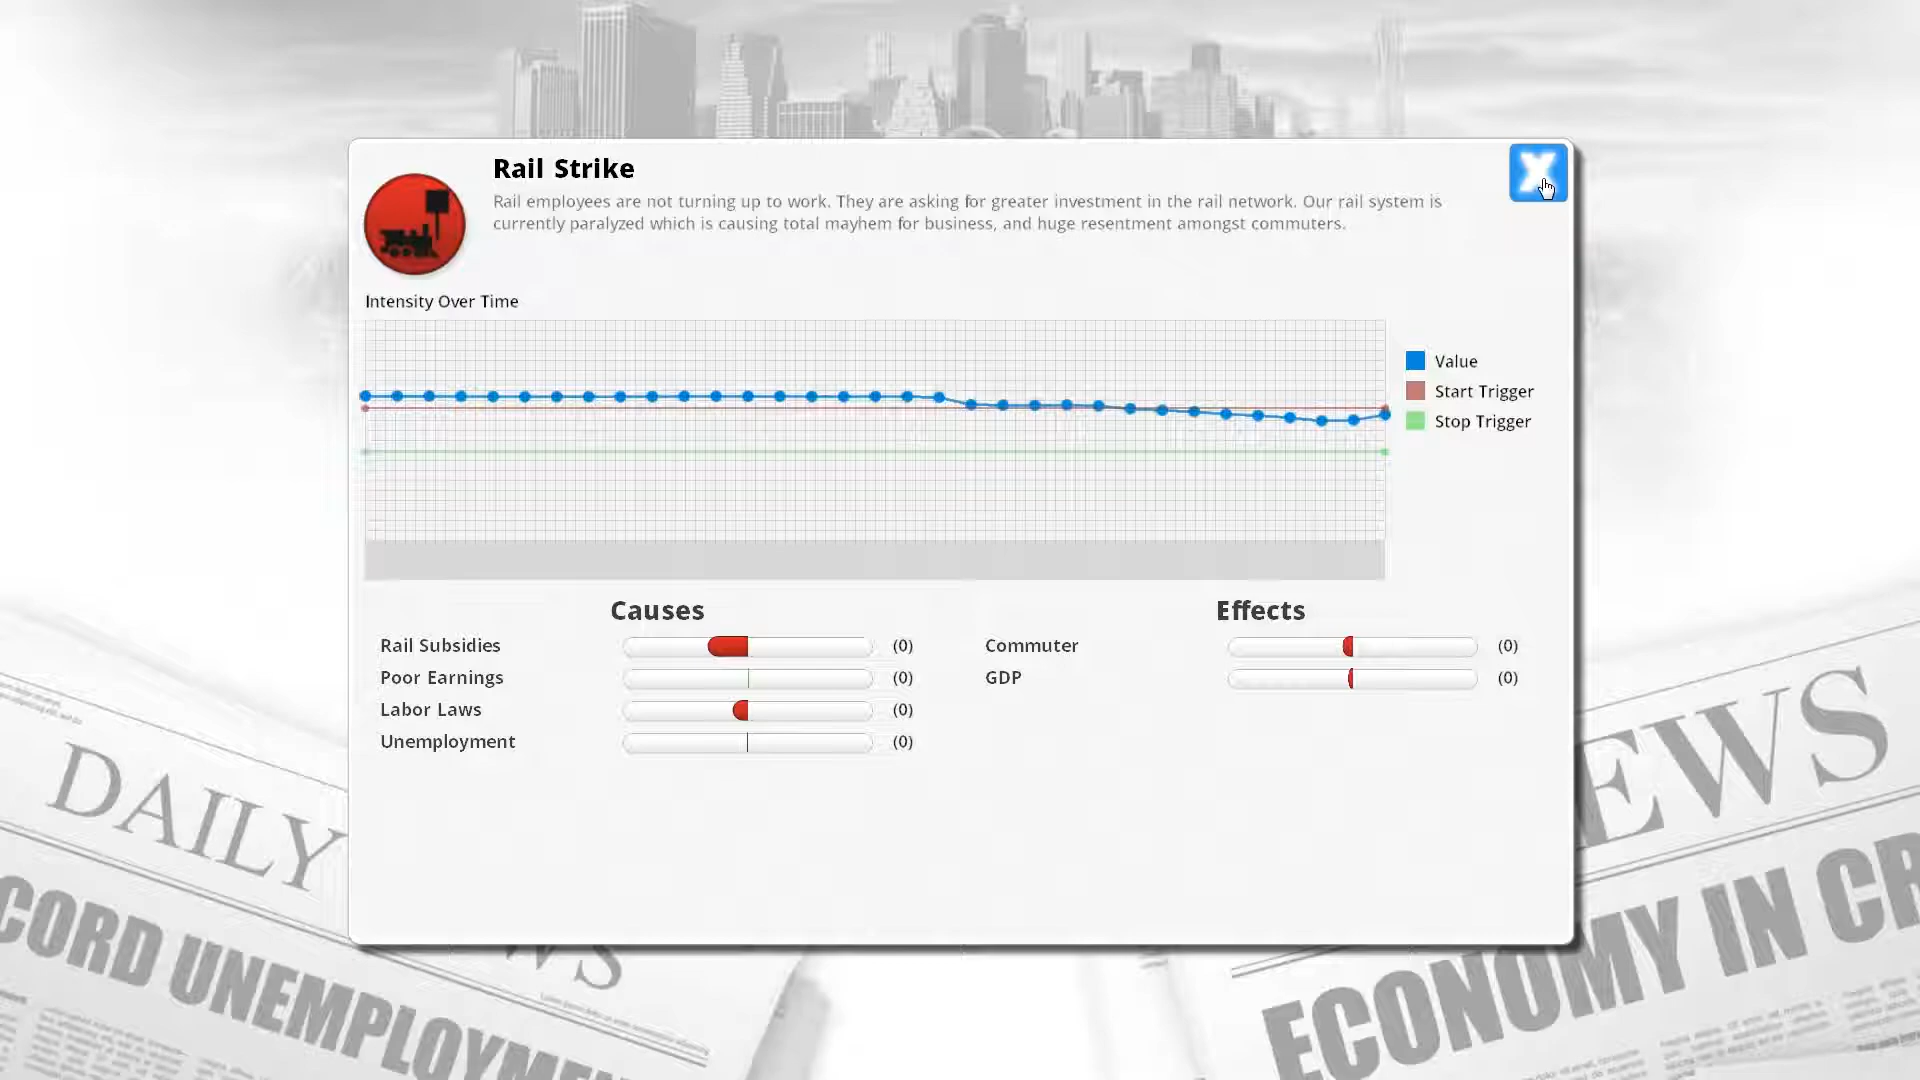 Rail Strike
Rail employees are not turning up to work. They are asking for greater investment in the rail network. Our rail system is
currently paralyzed which is causing total mayhem for business, and huge resentment amongst commuters.
Intensity Over Time
Value
Start Trigger
Stop Trigger
Causes
Rail Subsidies (0)
Poor Earnings (0)
Labor Laws (0)
Unemployment (0)
Effects
Commuter (0)
GDP (0)
DAILY
WS
CORD UNEMPLOYME
EWS
ECONOMY IN CR